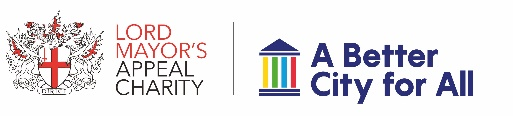 LORD
MAYOR'S
APPEAL
CHARITY
A Better
City for All